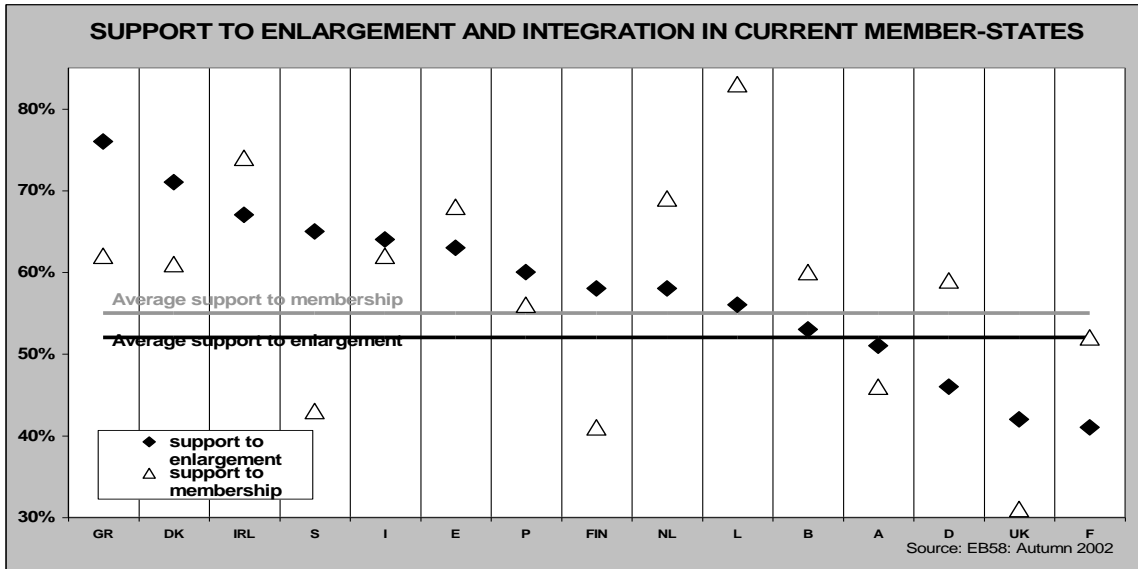 SUPPORT TO ENLARGEMENT AND INTEGRATION IN CURRENT MEMBER-STATES
80%
70%
60%
50%
40%
30%
Average support to membership
Average support to enlargement
support to
enlargement
support to
membership
GR DK IRL S I E P FIN NL L B A D UK F
Source: EB58: Autumn 2002